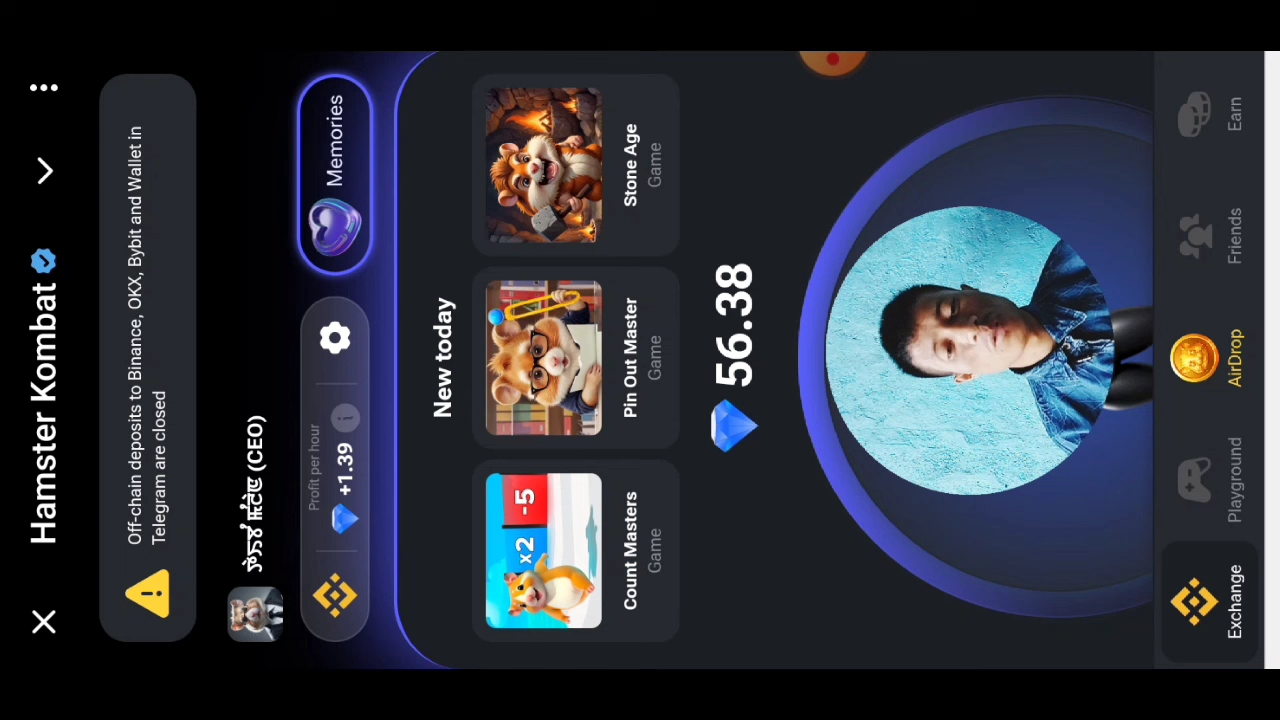 Hamster Kombat
Off-chain deposits to Binance, OKX, Bybit and Wallet in
Telegram are closed
(CEO)
Profit per hour
+1.39
Memories
New today
x2
-5
Count Masters
Game
Pin Out Master
Game
Stone Age
Game
56.38
Exchange
Playground
AirDrop
Friends
Earn